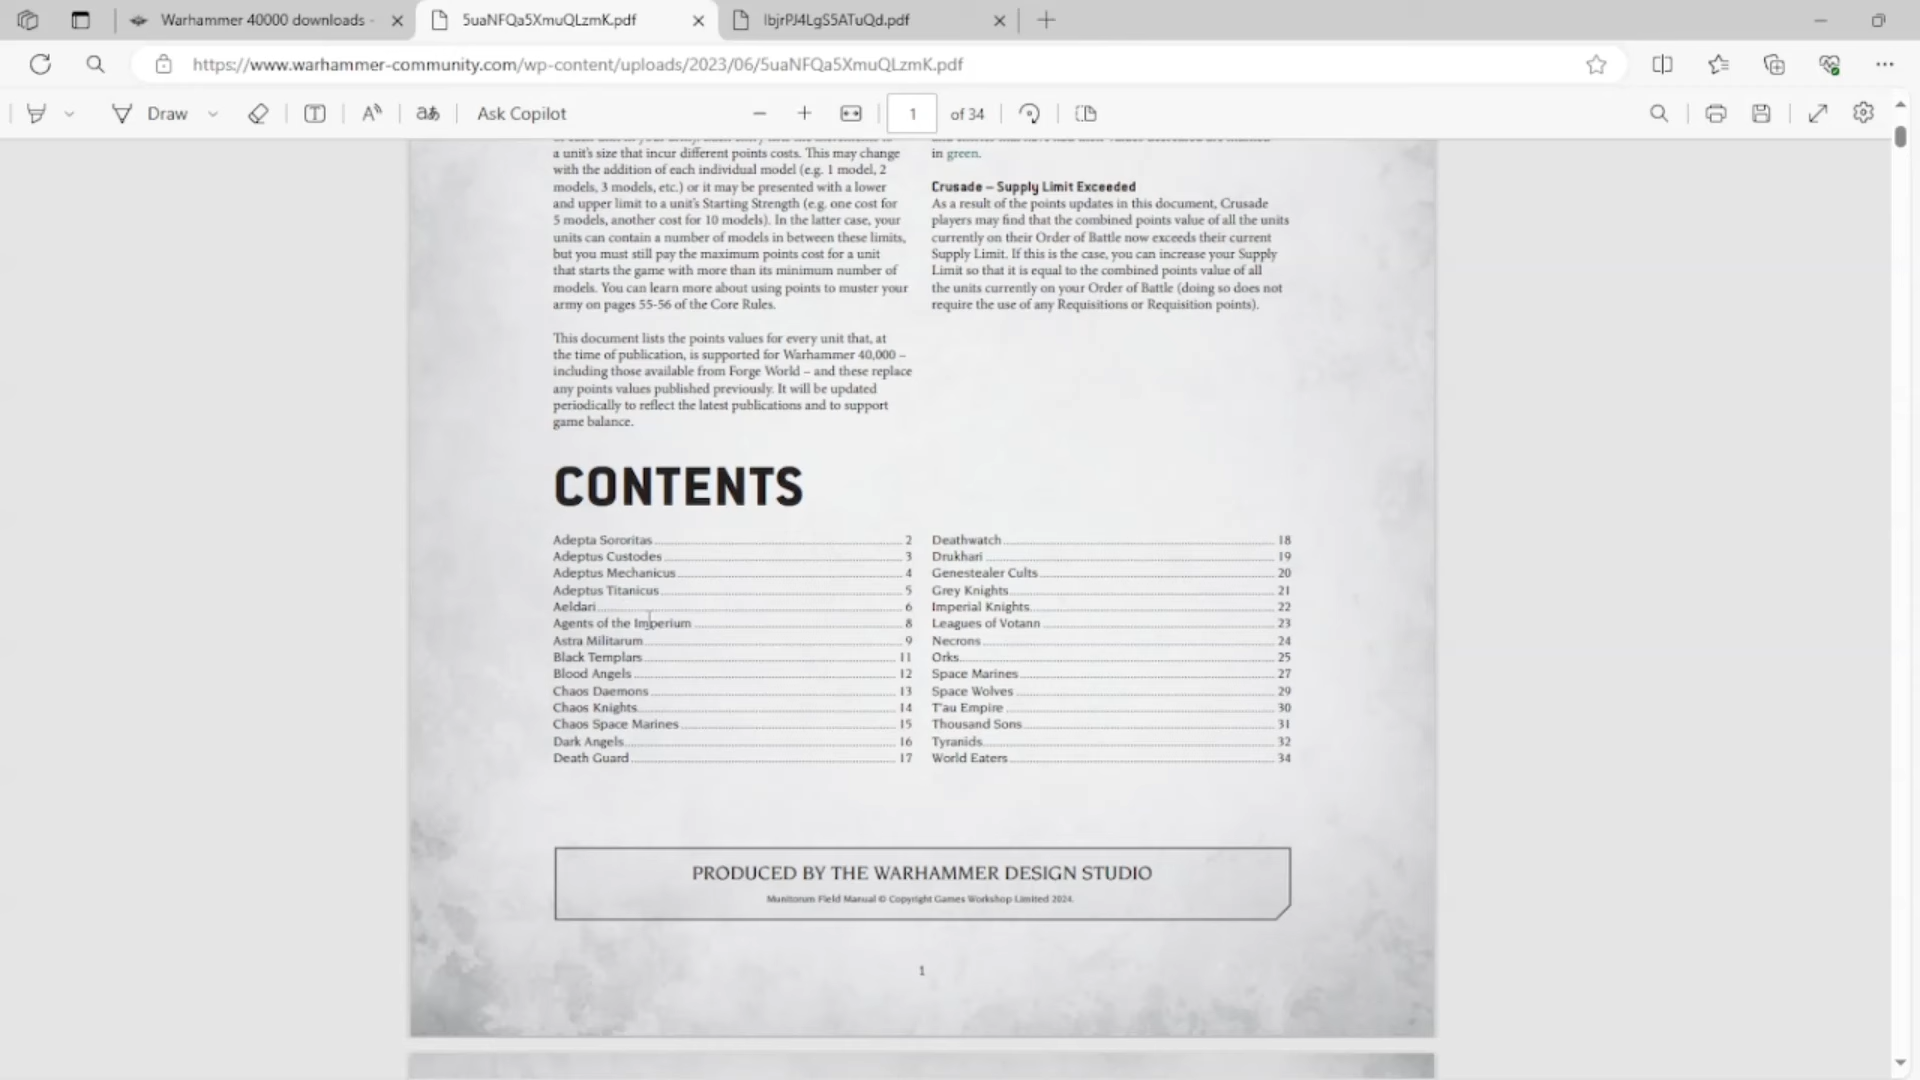 Warhammer 40000 downloads -
5uaNFQa5XmuQLzmK.pdf
lbjrPJ4LgS5ATuQd.pdf
https://www.warhammer-community.com/wp-content/uploads/2023/06/5uaNFQa5XmuQLzmK.pdf
Draw
Ask Copilot
1 of 34
a unit's size that incur different points costs. This may change
with the addition of each individual model (e.g. 1 model, 2
models, 3 models, etc.) or it may be presented with a lower
and upper limit to a unit's Starting Strength (e.g. one cost for
5 models, another cost for 10 models). In the latter case, your
units can contain a number of models in between these limits,
but you must still pay the maximum points cost for a unit
that starts the game with more than its minimum number of
models. You can learn more about using points to muster your
army on pages 55-56 of the Core Rules.
This document lists the points values for every unit that, at
the time of publication, is supported for Warhammer 40,000 –
including those available from Forge World – and these replace
any points values published previously. It will be updated
periodically to reflect the latest publications and to support
game balance.
in green.
Crusade – Supply Limit Exceeded
As a result of the points updates in this document, Crusade
players may find that the combined points value of all the units
currently on their Order of Battle now exceeds their current
Supply Limit. If this is the case, you can increase your Supply
Limit so that it is equal to the combined points value of all
the units currently on your Order of Battle (doing so does not
require the use of any Requisitions or Requisition points).
CONTENTS
Adepta Sororitas 2
Adeptus Custodes 3
Adeptus Mechanicus 4
Adeptus Titanicus 5
Aeldari 6
Agents of the Imperium 8
Astra Militarum 9
Black Templars 11
Blood Angels 12
Chaos Daemons 13
Chaos Knights 14
Chaos Space Marines 15
Dark Angels 16
Death Guard 17
Deathwatch 18
Drukhari 19
Genestealer Cults 20
Grey Knights 21
Imperial Knights 22
Leagues of Votann 23
Necrons 24
Orks 25
Space Marines 27
Space Wolves 29
T'au Empire 30
Thousand Sons 31
Tyranids 32
World Eaters 34
PRODUCED BY THE WARHAMMER DESIGN STUDIO
Munitorum Field Manual © Copyright Games Workshop Limited 2024.
1